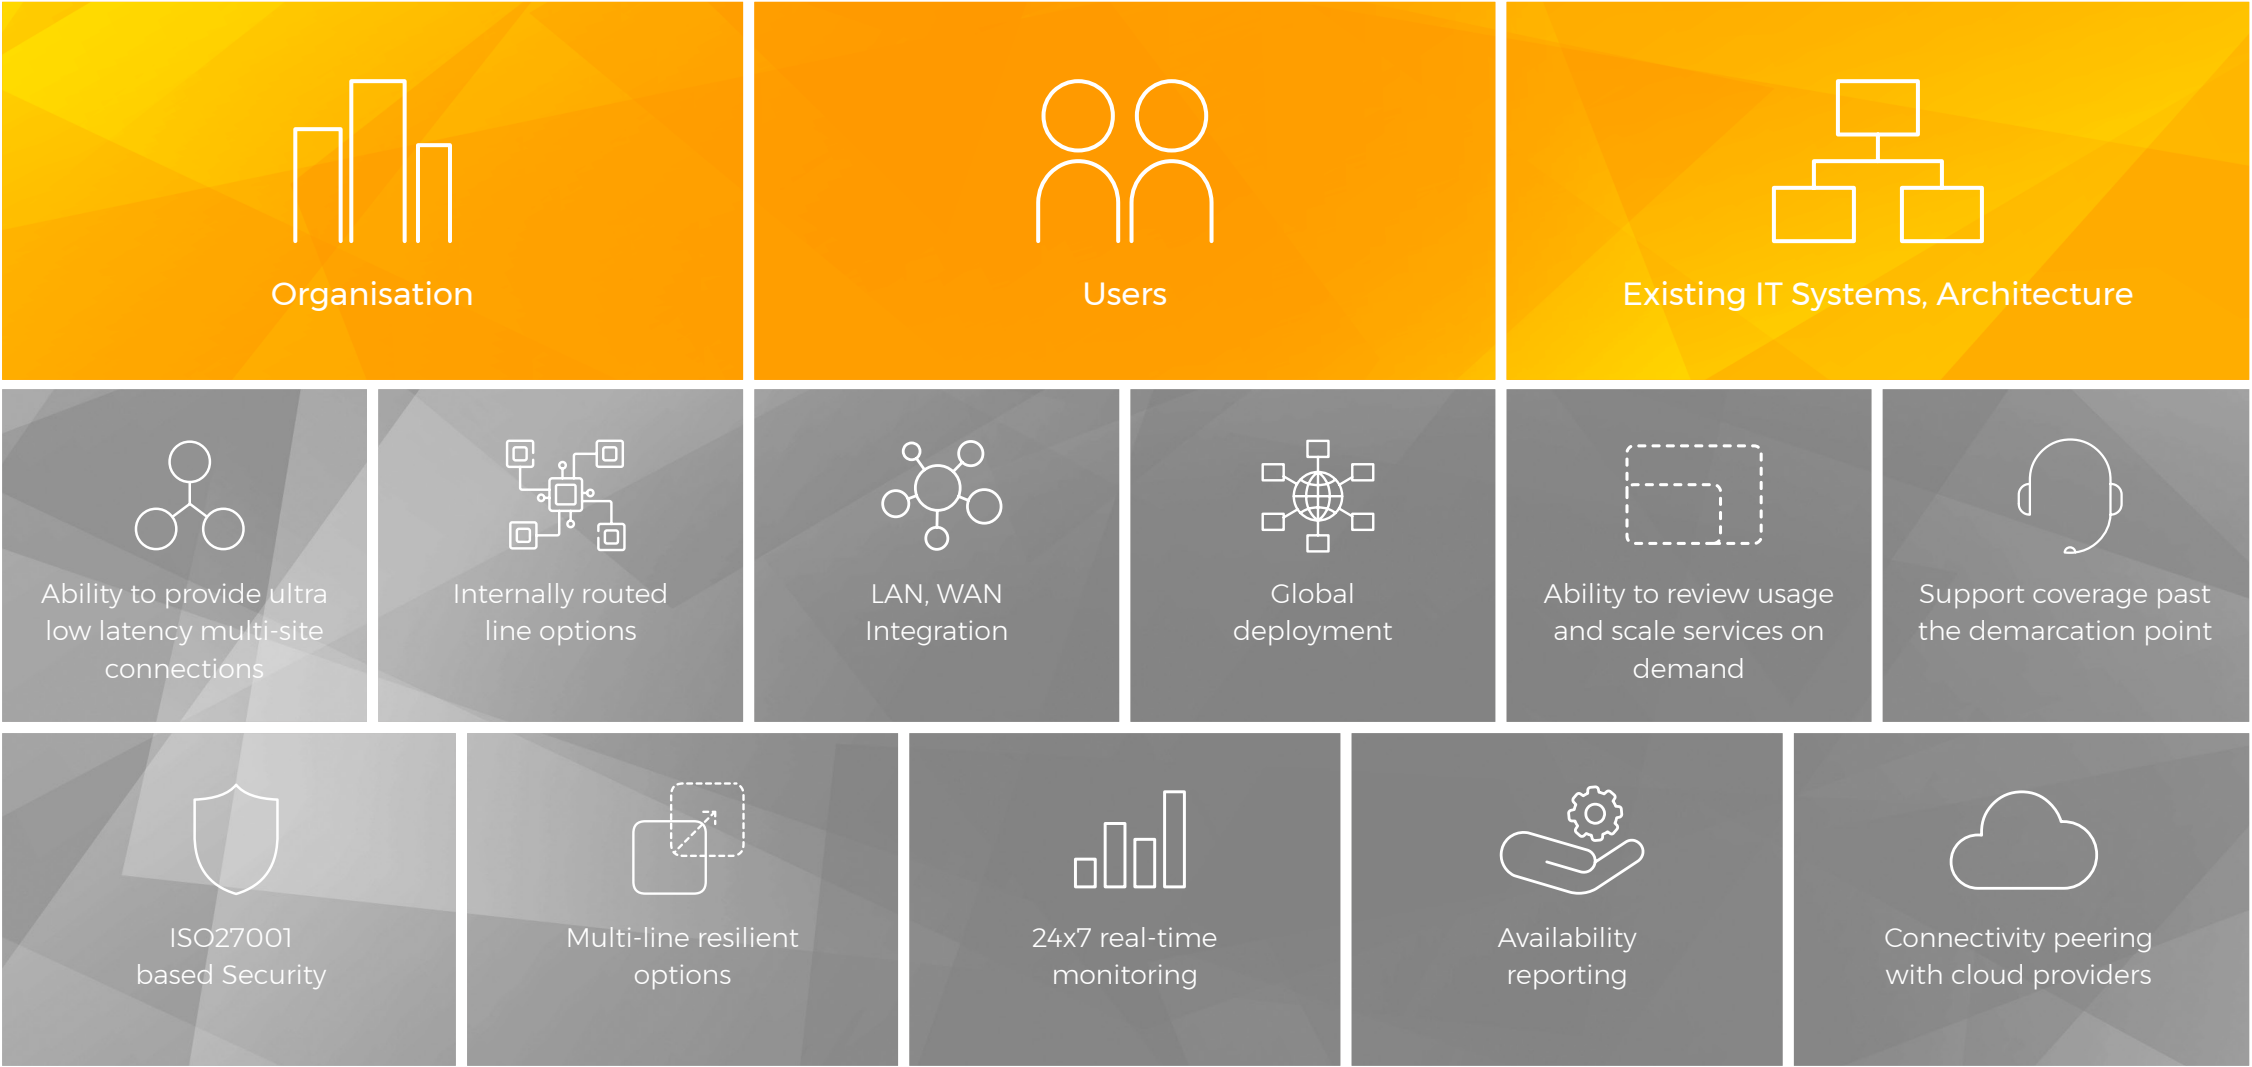 Organisation
Users
Existing IT Systems, Architecture
Ability to provide ultra
low latency multi-site
connections
Internally routed
line options
LAN, WAN
Integration
Global
deployment
Ability to review usage
and scale services on
demand
Support coverage past
the demarcation point
ISO27001
based Security
Multi-line resilient
options
24x7 real-time
monitoring
Availability
reporting
Connectivity peering
with cloud providers